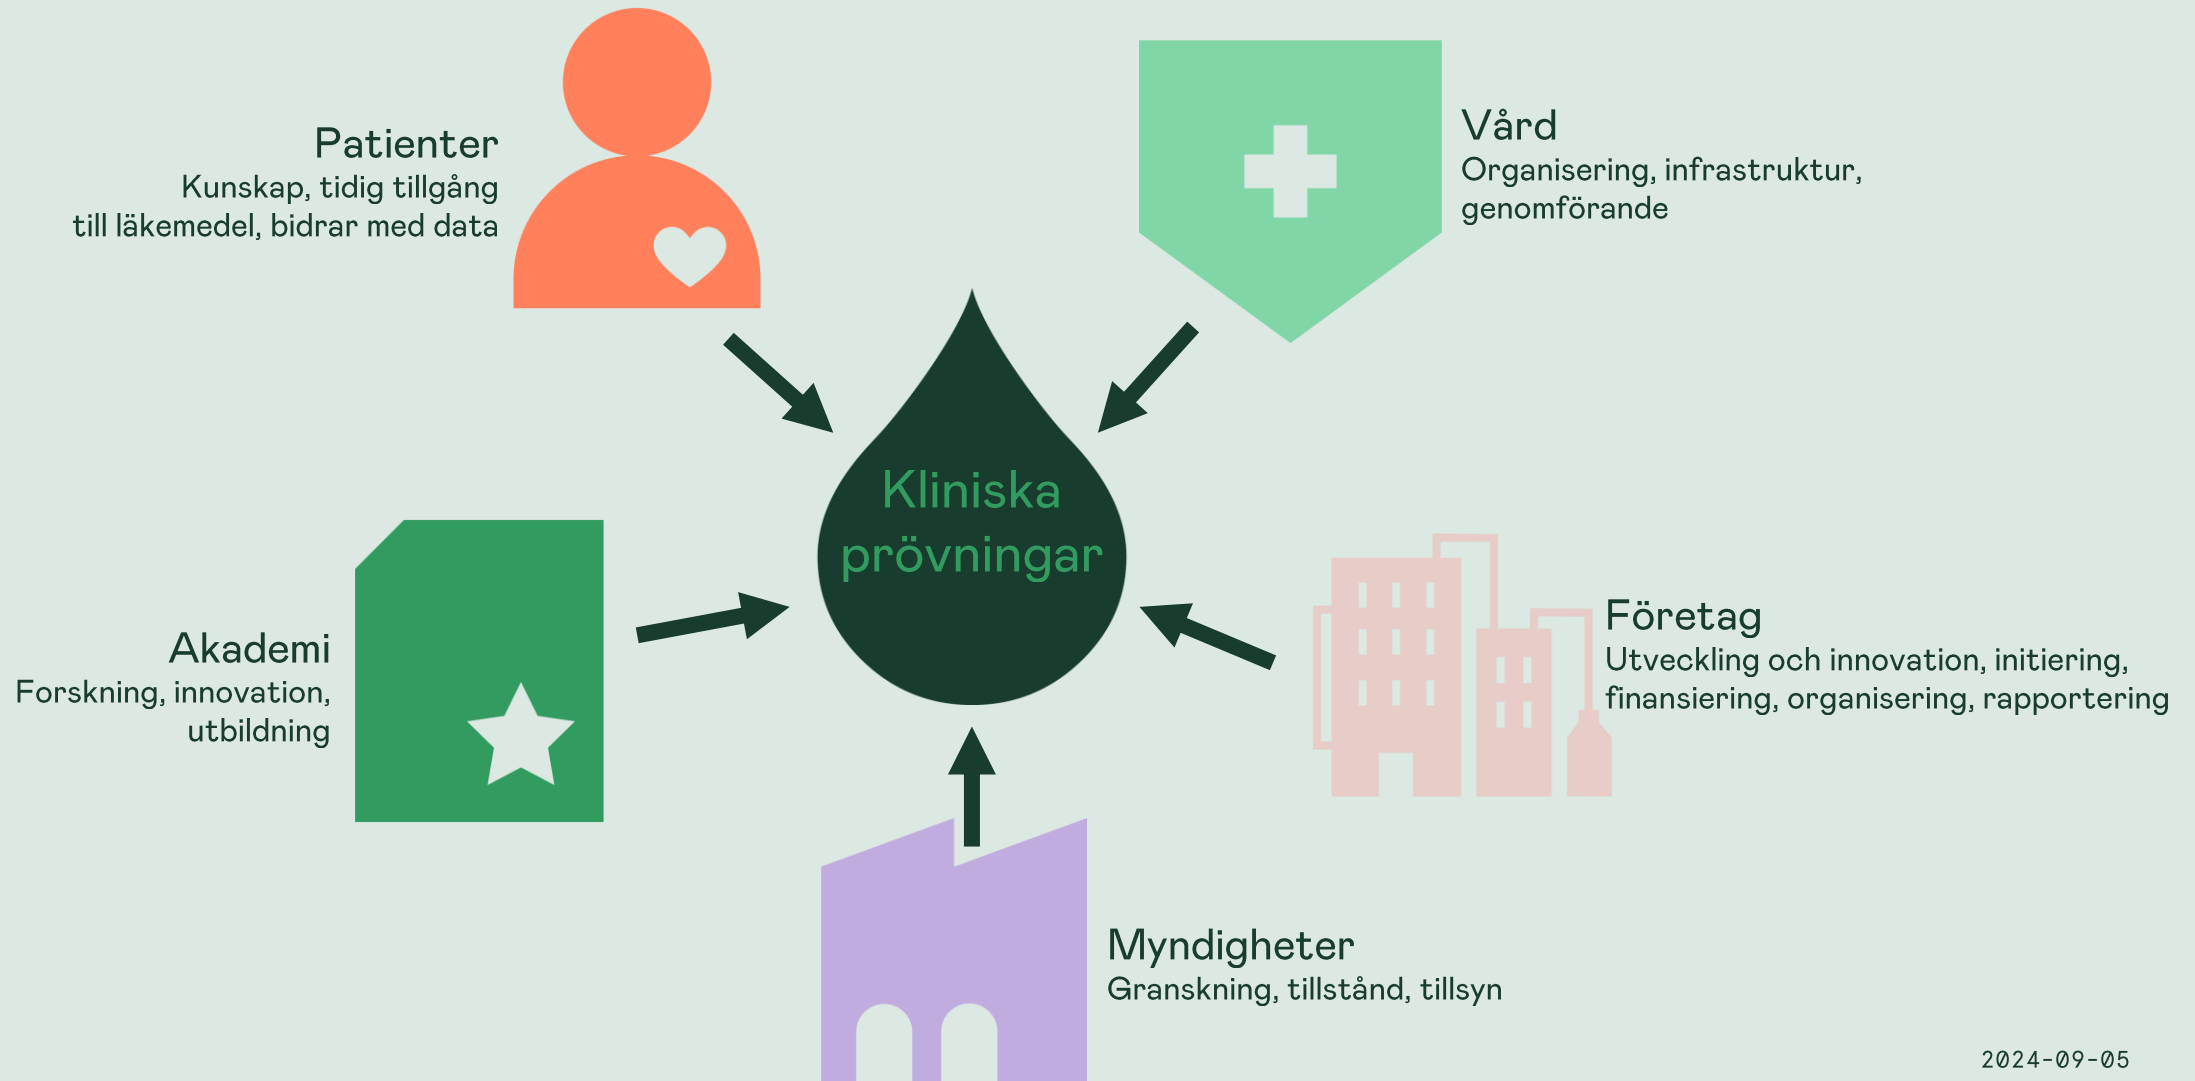 Patienter
Kunskap, tidig tillgång
till läkemedel, bidrar med data
Vård
Organisering, infrastruktur,
genomförande
Kliniska
prövningar
Akademi
Forskning, innovation,
utbildning
Företag
Utveckling och innovation, initiering,
finansiering, organisering, rapportering
Myndigheter
Granskning, tillstånd, tillsyn
2024-09-05